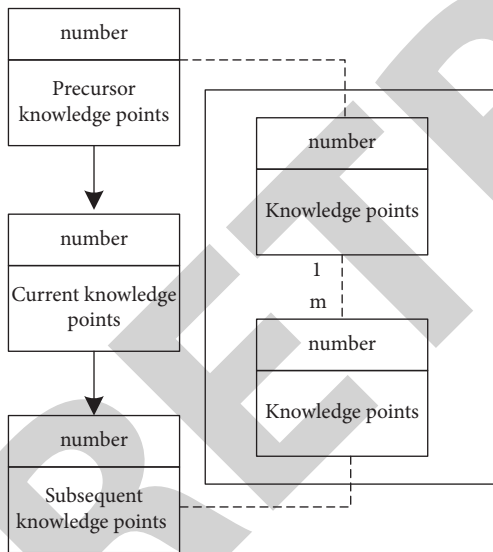 number
Precursor
knowledge points
number
Current knowledge
points
number
Subsequent
knowledge points
number
Knowledge points
1
m
number
Knowledge points